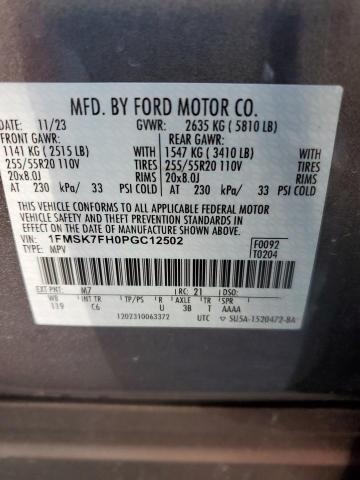 MFD. BY FORD MOTOR CO.
DATE: 11/23 GVWR: 2635 KG ( 5810 LB)
FRONT GAWR: REAR GAWR:
1141 KG ( 2515 LB) 1547 KG ( 3410 LB)
255/55R20 110V TIRES 255/55R20 110V TIRES
20x8.0J RIMS 20x8.0J RIMS
AT 230 kPa/ 33 PSI COLD AT 230 kPa/ 33 PSI COLD
THIS VEHICLE CONFORMS TO ALL APPLICABLE FEDERAL MOTOR
VEHICLE SAFETY AND THEFT PREVENTION STANDARDS IN
EFFECT ON THE DATE OF MANUFACTURE SHOWN ABOVE.
VIN: 1FMSK7FH0PGC12502 F0092
TYPE: MPV T0204
EXT PNT: M7 RC: 21 DSO:
WB INT TR TP/PS R AXLE TR SPR
119 C6 U 3B T AAAA
1202310063372 UTC SU5A-1520472-BA